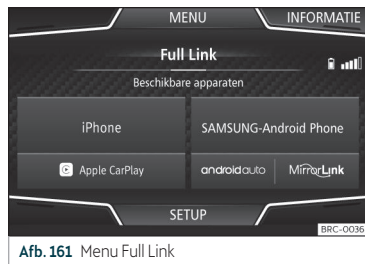 MENU INFORMATIE
Full Link
Beschikbare apparaten
iPhone SAMSUNG-Android Phone
Apple CarPlay androidauto MirrorLink
SETUP
BRC-0036
Afb. 161 Menu Full Link